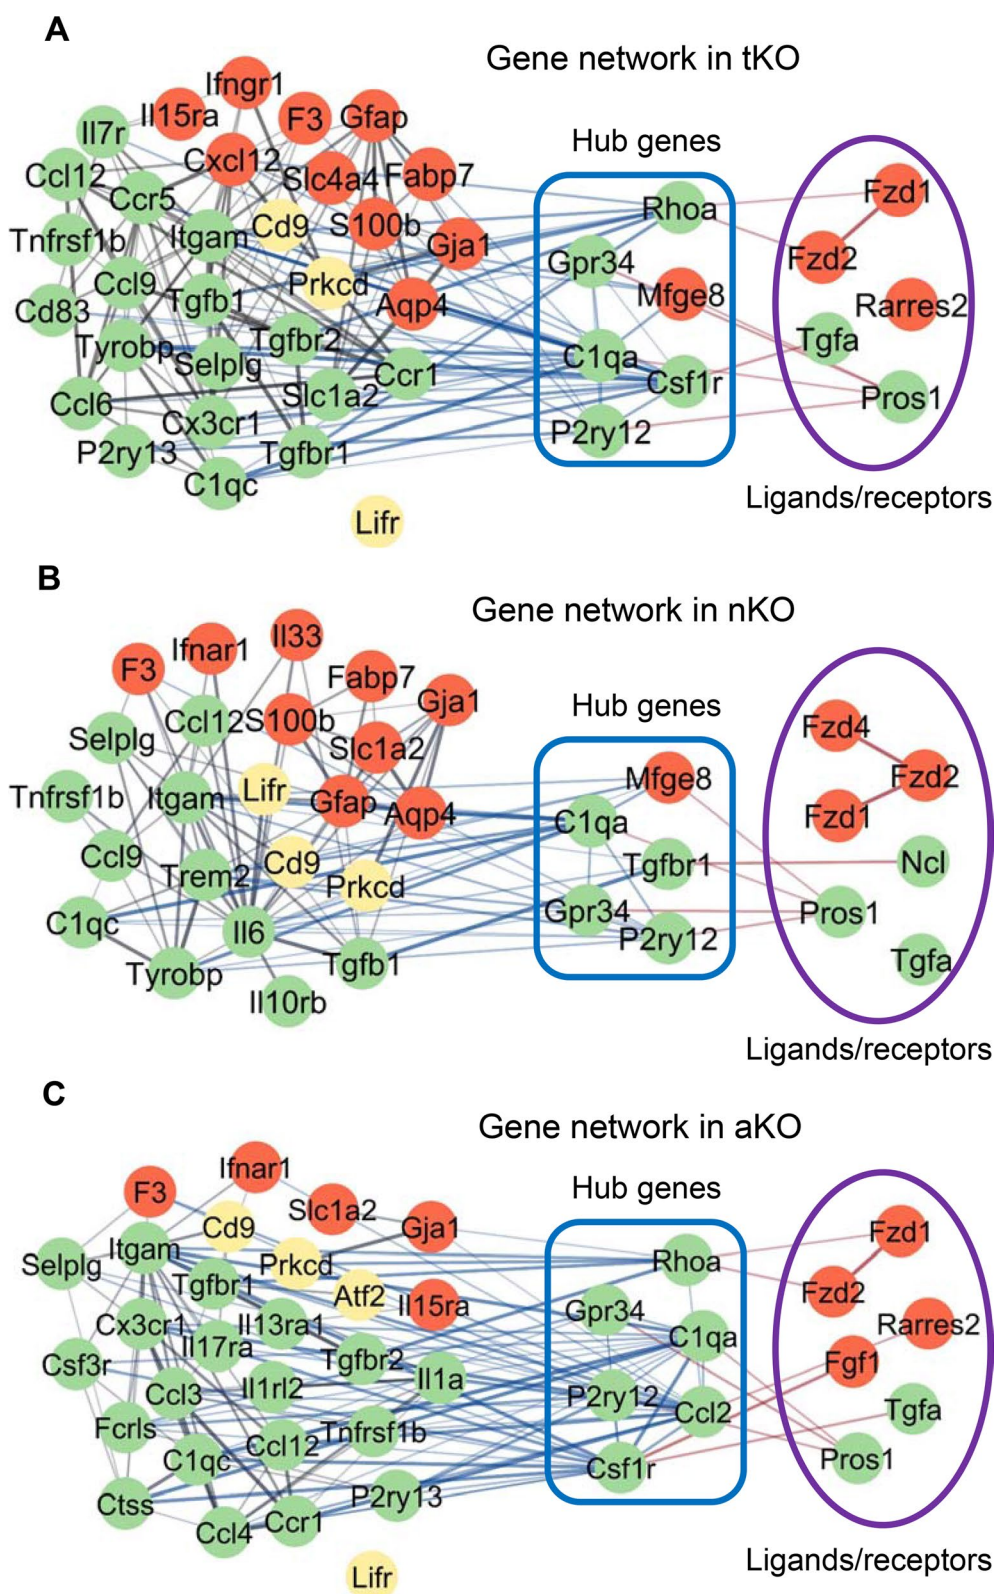 A
Gene network in tKO
Hub genes
Ifngr1
Il15ra
F3
Gfap
Il7r
Cxcl12
Slc4a4
Fabp7
Ccl12
Ccr5
Tnfrsf1b
Itgam
Cd9
S100b
Gja1
Ccl9
Tgfb1
Prkcd
Aqp4
Cd83
Tyrobp
Selplg
Tgfbr2
Slc1a2
Ccr1
Ccl6
Cx3cr1
P2ry13
Tgfbr1
C1qc
Lifr
Rhoa
Gpr34
Mfge8
C1qa
Csf1r
P2ry12
Fzd1
Fzd2
Rarres2
Tgfa
Pros1
Ligands/receptors
B
Gene network in nKO
Hub genes
Il33
Ifnar1
F3
Fabp7
Gja1
Ccl12
S100b
Selplg
Slc1a2
Tnfrsf1b
Itgam
Lifr
Gfap
Aqp4
Ccl9
Trem2
Cd9
Prkcd
C1qc
Il6
Tyrobp
Tgfb1
Il10rb
Mfge8
C1qa
Tgfbr1
Gpr34
P2ry12
Fzd4
Fzd2
Fzd1
Ncl
Pros1
Tgfa
Ligands/receptors
C
Gene network in aKO
Hub genes
Ifnar1
F3
Slc1a2
Gja1
Cd9
Itgam
Selplg
Prkcd
Tgfbr1
Atf2
Il15ra
Cx3cr1
Il13ra1
Il17ra
Csf3r
Tgfbr2
Il1a
Ccl3
Il1rl2
Fcrls
Ccl12
Tnfrsf1b
C1qc
Ctss
P2ry13
Ccl4
Ccr1
Lifr
Rhoa
Gpr34
C1qa
P2ry12
Ccl2
Csf1r
Fzd1
Fzd2
Rarres2
Fgf1
Tgfa
Pros1
Ligands/receptors